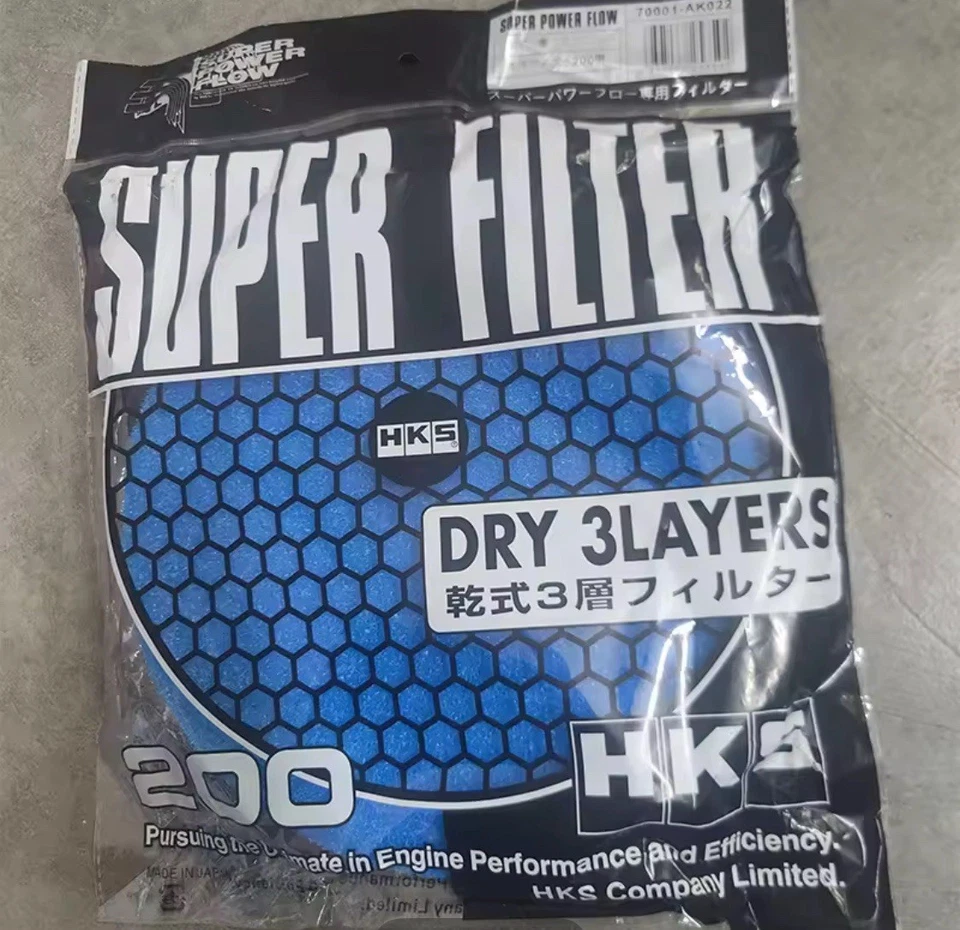 SUPER
POWER
FLOW
SUPER POWER FLOW
70001-AK022
スーパーパワーフロー専用フィルター
SUPER FILTER
HKS
DRY 3LAYERS
乾式3層フィルター
200
HKS
Pursuing the Ultimate in Engine Performance and Efficiency.
HKS Company Limited.
MADE IN JAPAN